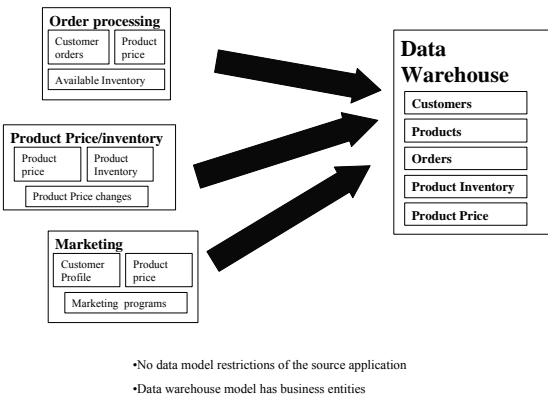 Order processing
Customer
orders
Product
price
Available Inventory
Product Price/inventory
Product
price
Product
Inventory
Product Price changes
Marketing
Customer
Profile
Product
price
Marketing programs
Data
Warehouse
Customers
Products
Orders
Product Inventory
Product Price
•No data model restrictions of the source application
•Data warehouse model has business entities